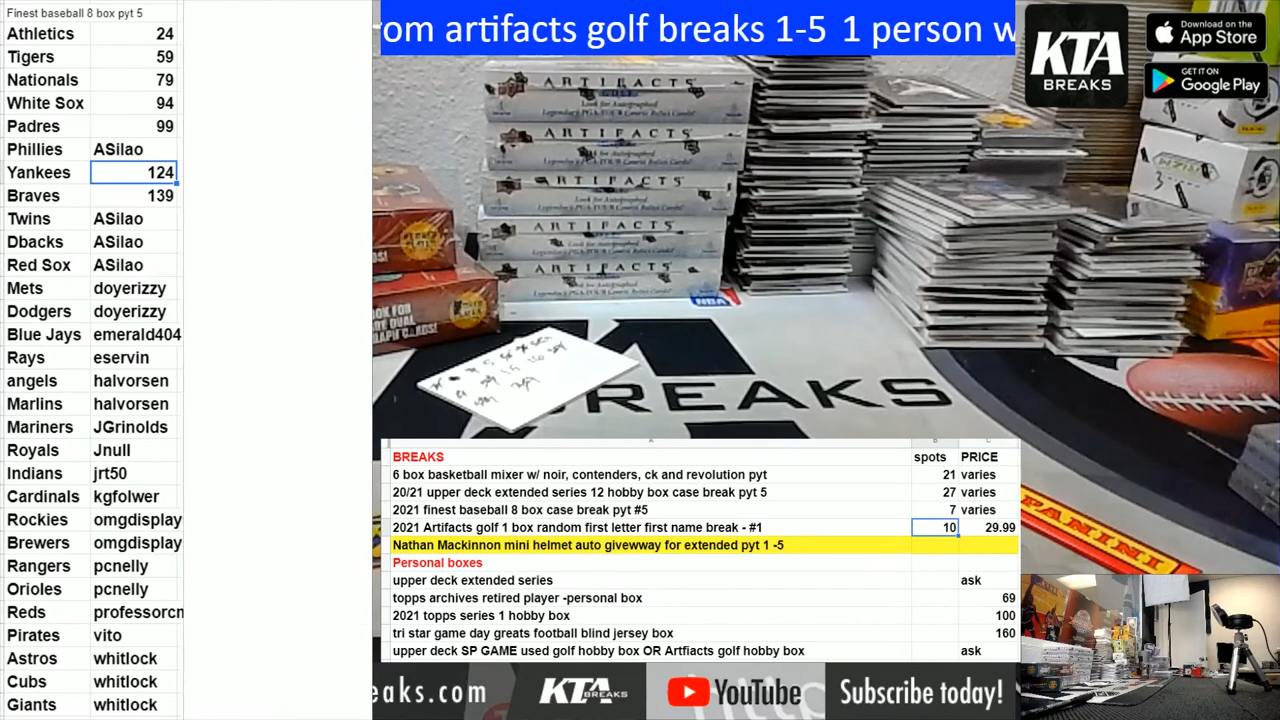 Finest baseball 8 box pyt 5
Athletics 24
Tigers 59
Nationals 79
White Sox 94
Padres 99
Phillies ASilao
Yankees 124
Braves 139
Twins ASilao
Dbacks ASilao
Red Sox ASilao
Mets doyerizzy
Dodgers doyerizzy
Blue Jays emerald404
Rays eservin
angels halvorsen
Marlins halvorsen
Mariners JGrinolds
Royals Jnull
Indians jrt50
Cardinals kgfolwer
Rockies omgdisplay
Brewers omgdisplay
Rangers pcnelly
Orioles pcnelly
Reds professorcn
Pirates vito
Astros whitlock
Cubs whitlock
Giants whitlock
om artifacts golf breaks 1-5 1 person w
KTA
BREAKS
Download on the
App Store
GET IT ON
Google Play
ARTIFACTS
ARTIFACTS
ARTIFACTS
ARTIFACTS
ARTIFACTS
Look for Autographed
Legendary PGA TOUR Course Relics Cards!
NBA
BREAKS
PANINI
BREAKS spots PRICE
6 box basketball mixer w/ noir, contenders, ck and revolution pyt 21 varies
20/21 upper deck extended series 12 hobby box case break pyt 5 27 varies
2021 finest baseball 8 box case break pyt #5 7 varies
2021 Artifacts golf 1 box random first letter first name break - #1 10 29.99
Nathan Mackinnon mini helmet auto givewway for extended pyt 1 -5
Personal boxes
upper deck extended series ask
topps archives retired player -personal box 69
2021 topps series 1 hobby box 100
tri star game day greats football blind jersey box 160
upper deck SP GAME used golf hobby box OR Artfiacts golf hobby box ask
eaks.com
KTA
BREAKS
YouTube
Subscribe today!